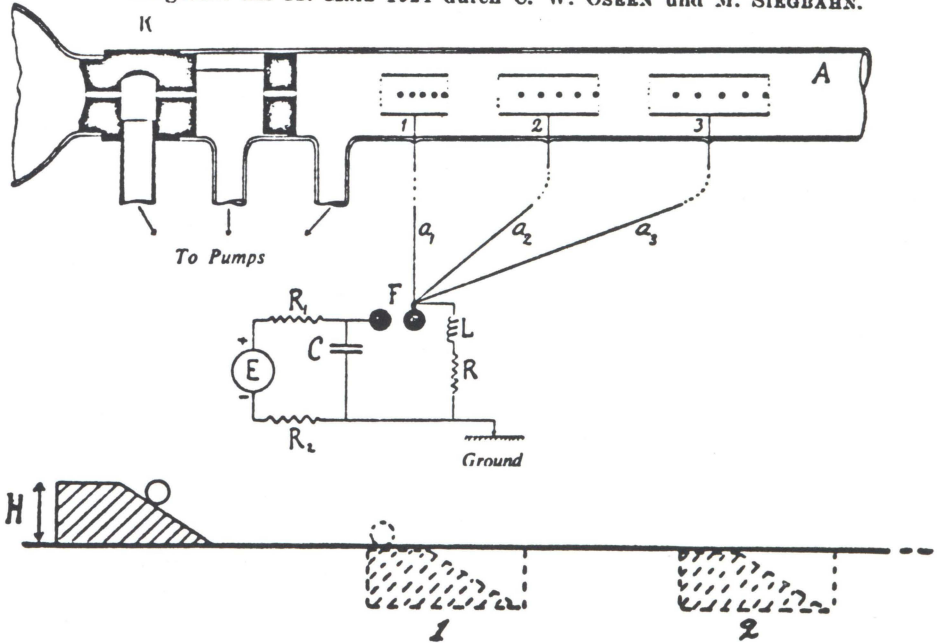 durch C. W. OSEEN und M. SIEGBAHN.
K
A
1
2
3
a₁
a₂
a₃
To Pumps
R₁
F
L
C
E
+
-
R
R₂
Ground
H
1
2